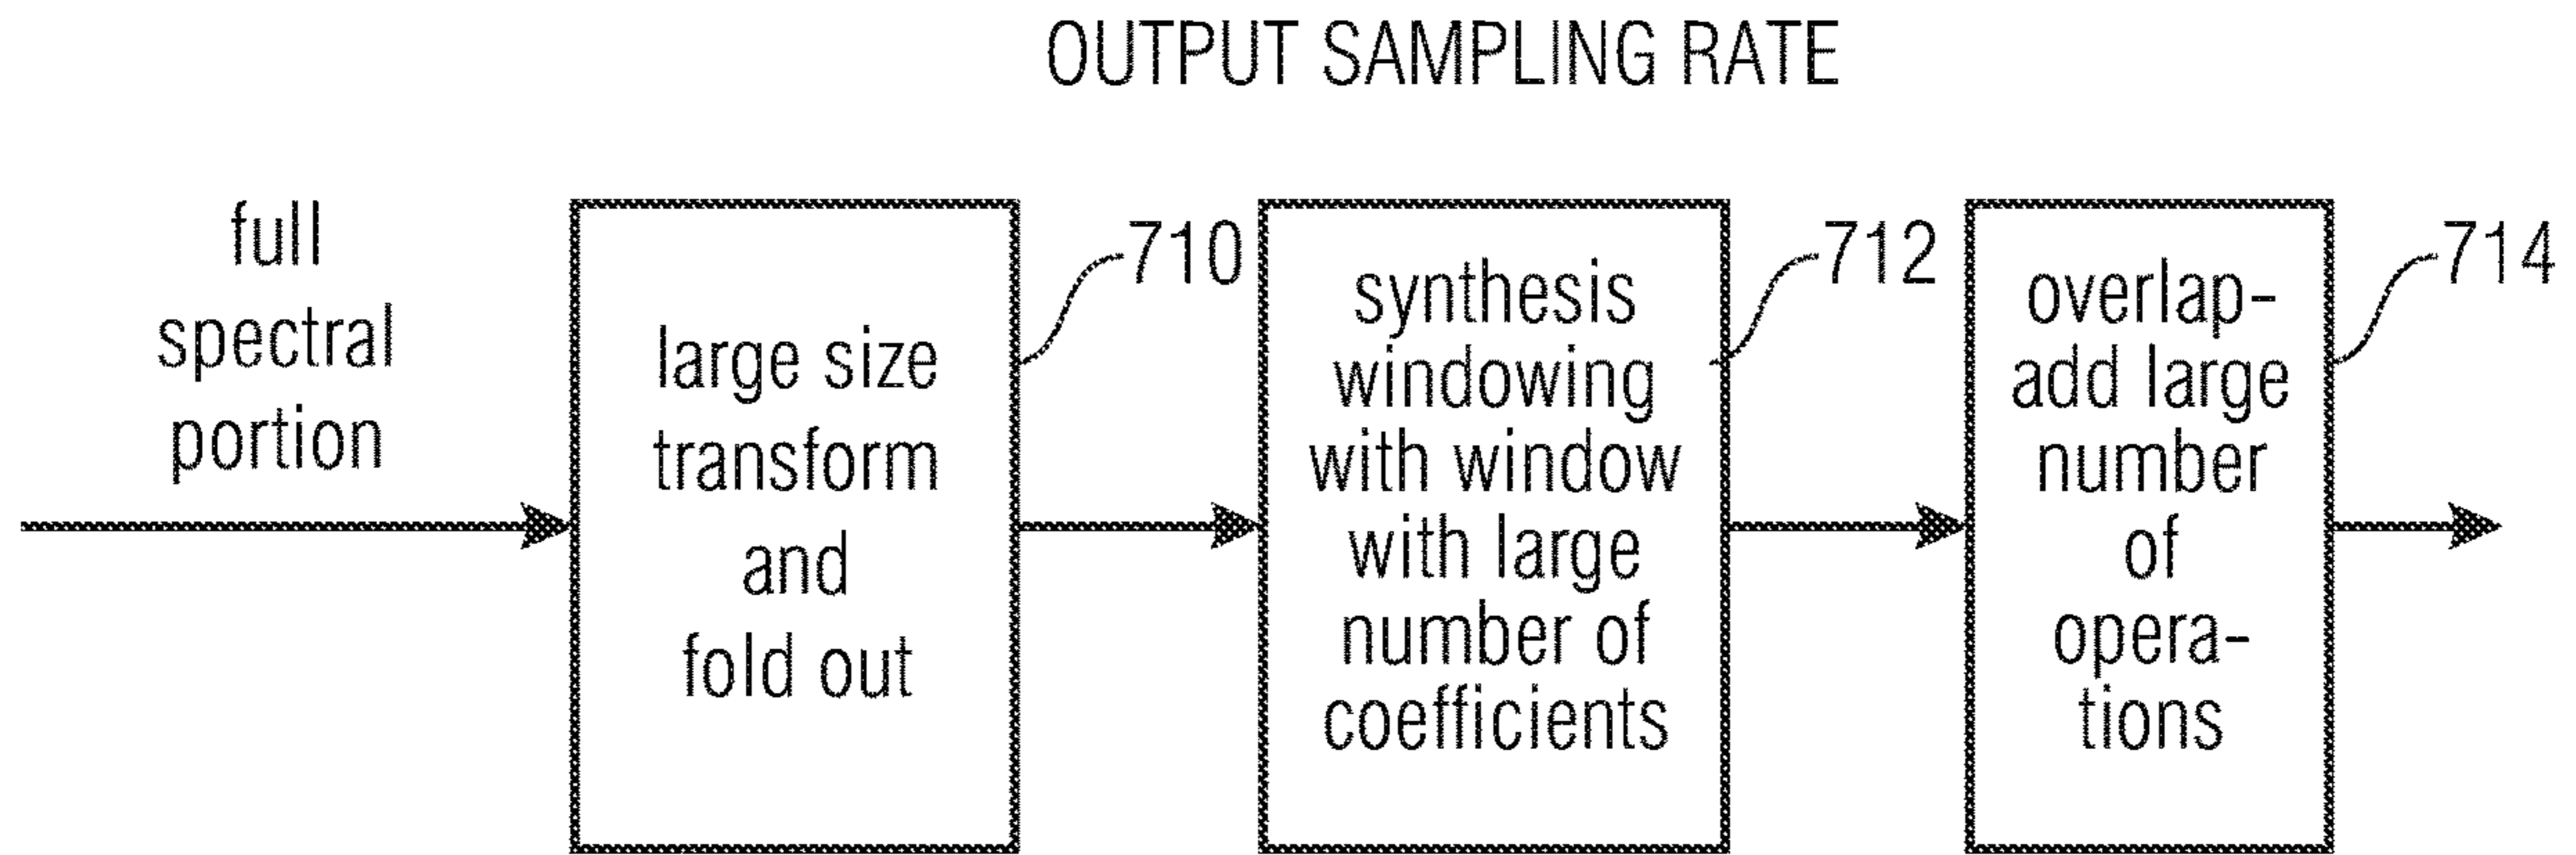 OUTPUT SAMPLING RATE
full
spectral
portion
large size
transform
and
fold out
710
synthesis
windowing
with window
with large
number of
coefficients
712
overlap-
add large
number
of
opera-
tions
714